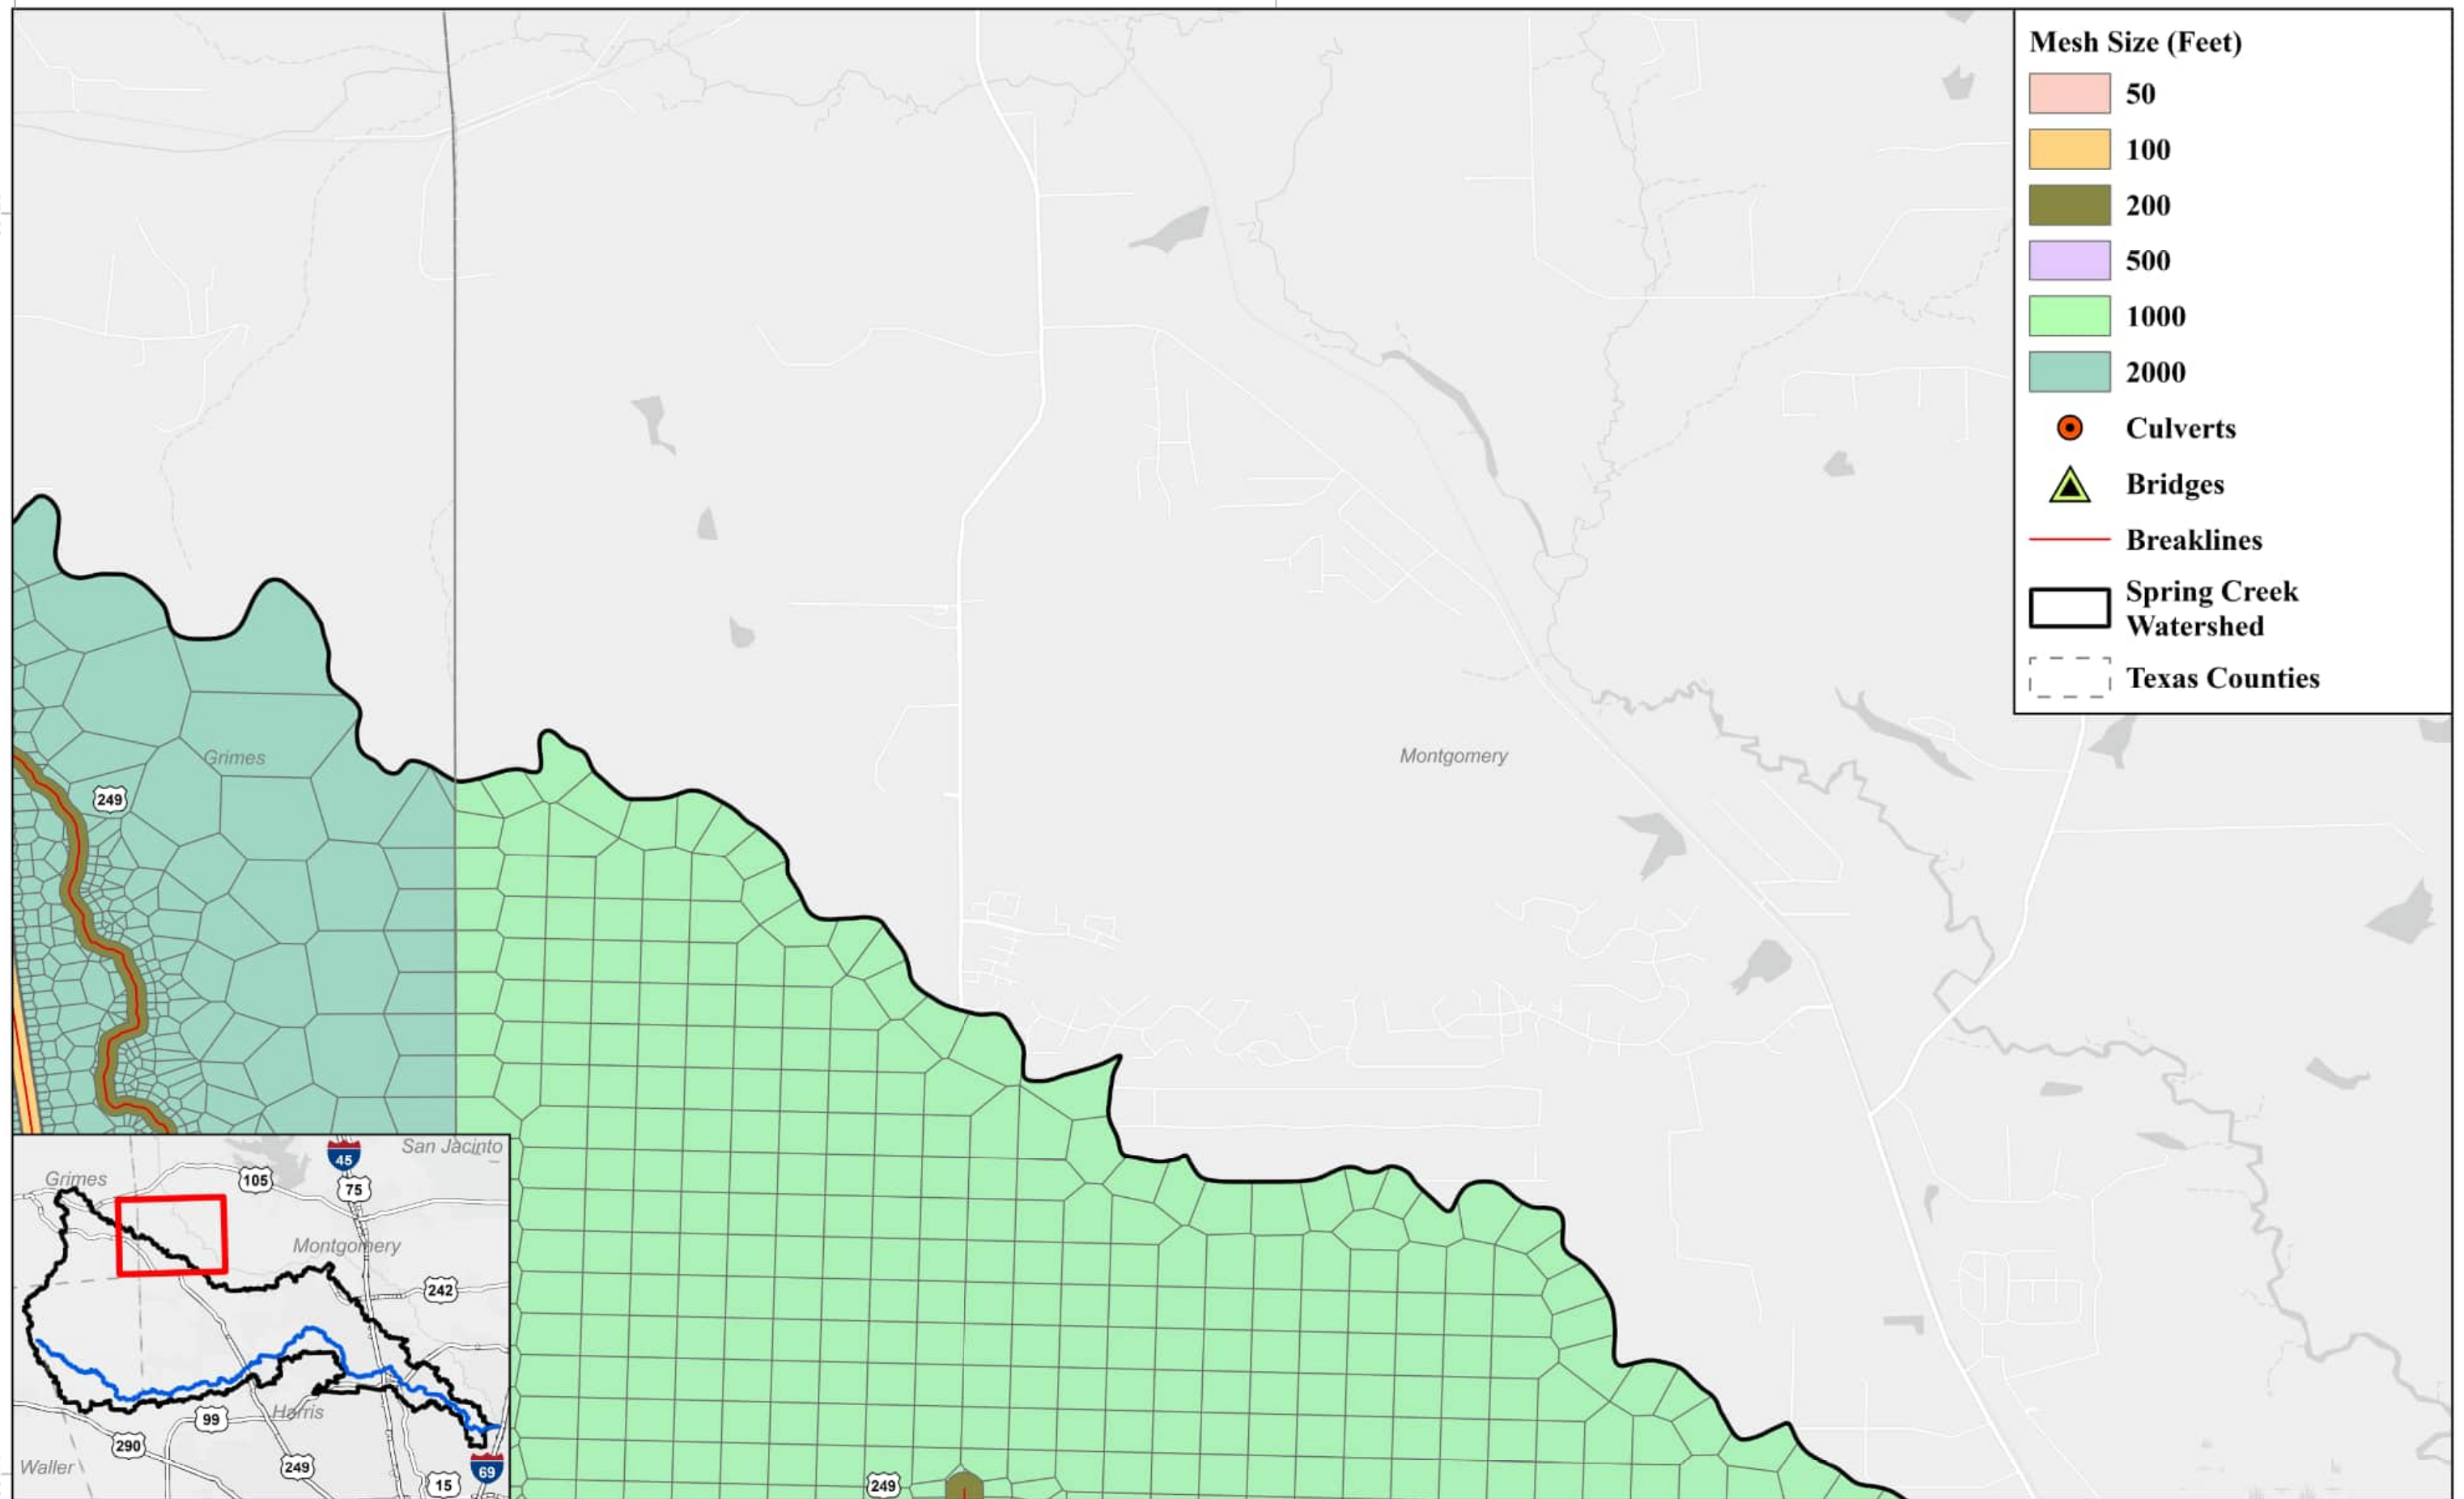 Mesh Size (Feet)
50
100
200
500
1000
2000
Culverts
Bridges
Breaklines
Spring Creek
Watershed
Texas Counties
Grimes
249
Montgomery
249
San Jacinto
45
Grimes
105
75
Montgomery
242
99
Harris
290
249
69
Waller
15